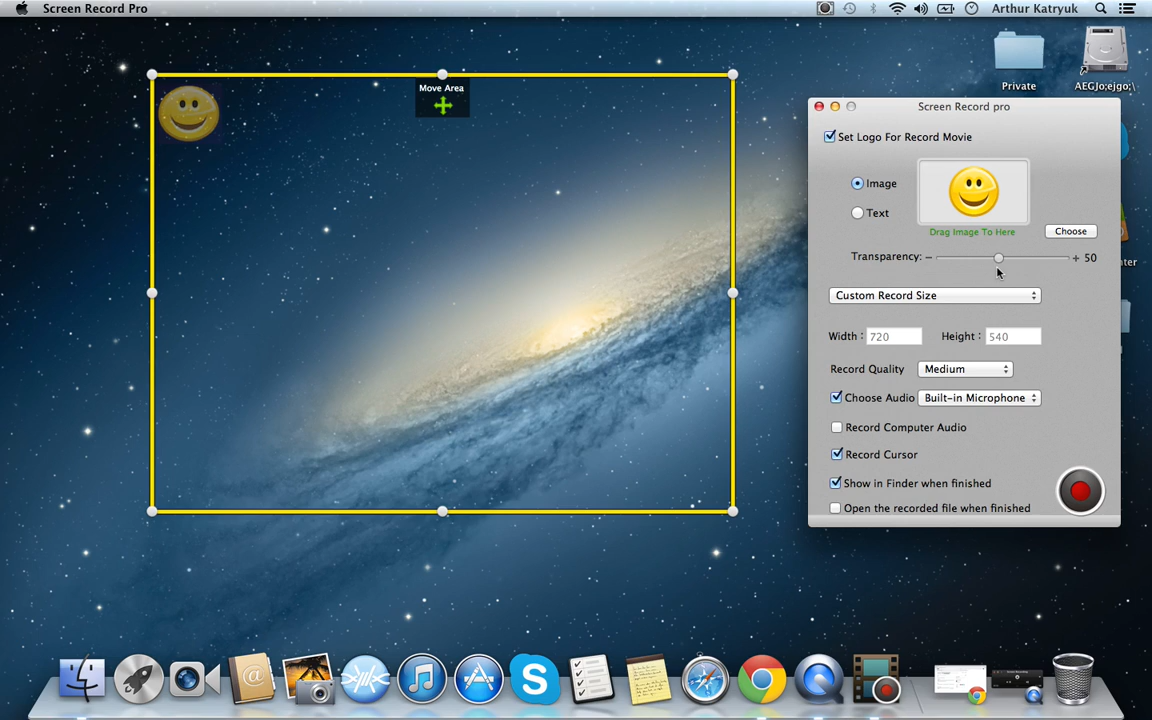 Screen Record Pro
Arthur Katryuk
Private
AEGJo;ejgo;\
Move Area
Screen Record pro
Set Logo For Record Movie
Image
Text
Drag Image To Here
Choose
Transparency: − + 50
Custom Record Size
Width : 720 Height : 540
Record Quality Medium
Choose Audio Built-in Microphone
Record Computer Audio
Record Cursor
Show in Finder when finished
Open the recorded file when finished